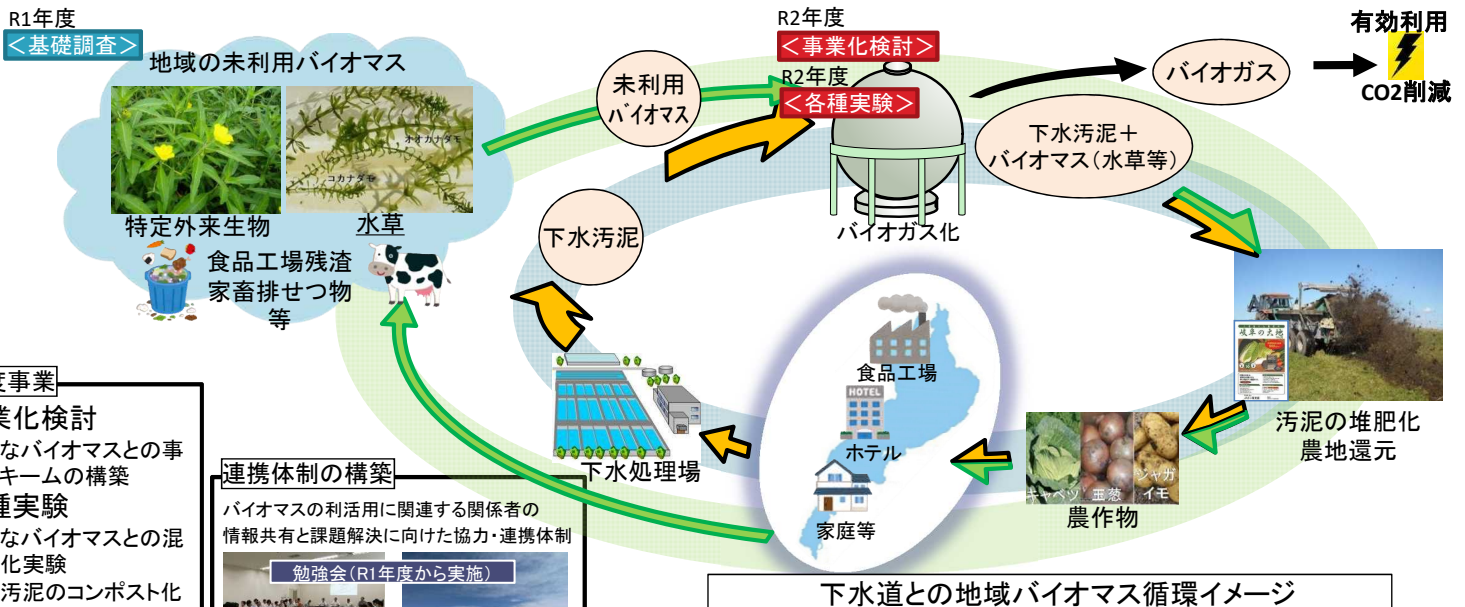 R1年度
＜基礎調査＞
地域の未利用バイオマス
オオカナダモ
コカナダモ
特定外来生物
水草
食品工場残渣
家畜排せつ物
等
未利用
バイオマス
R2年度
＜事業化検討＞
R2年度
＜各種実験＞
バイオガス化
バイオガス
有効利用
CO2削減
下水汚泥＋
バイオマス（水草等）
下水汚泥
岐阜の大地
汚泥の堆肥化
農地還元
キャベツ
玉葱
ジャガ
イモ
農作物
食品工場
HOTEL
ホテル
家庭等
下水処理場
度事業
業化検討
なバイオマスとの事
キームの構築
種実験
なバイオマスとの混
化実験
汚泥のコンポスト化
連携体制の構築
バイオマスの利活用に関連する関係者の
情報共有と課題解決に向けた協力・連携体制
勉強会（R1年度から実施）
下水道との地域バイオマス循環イメージ